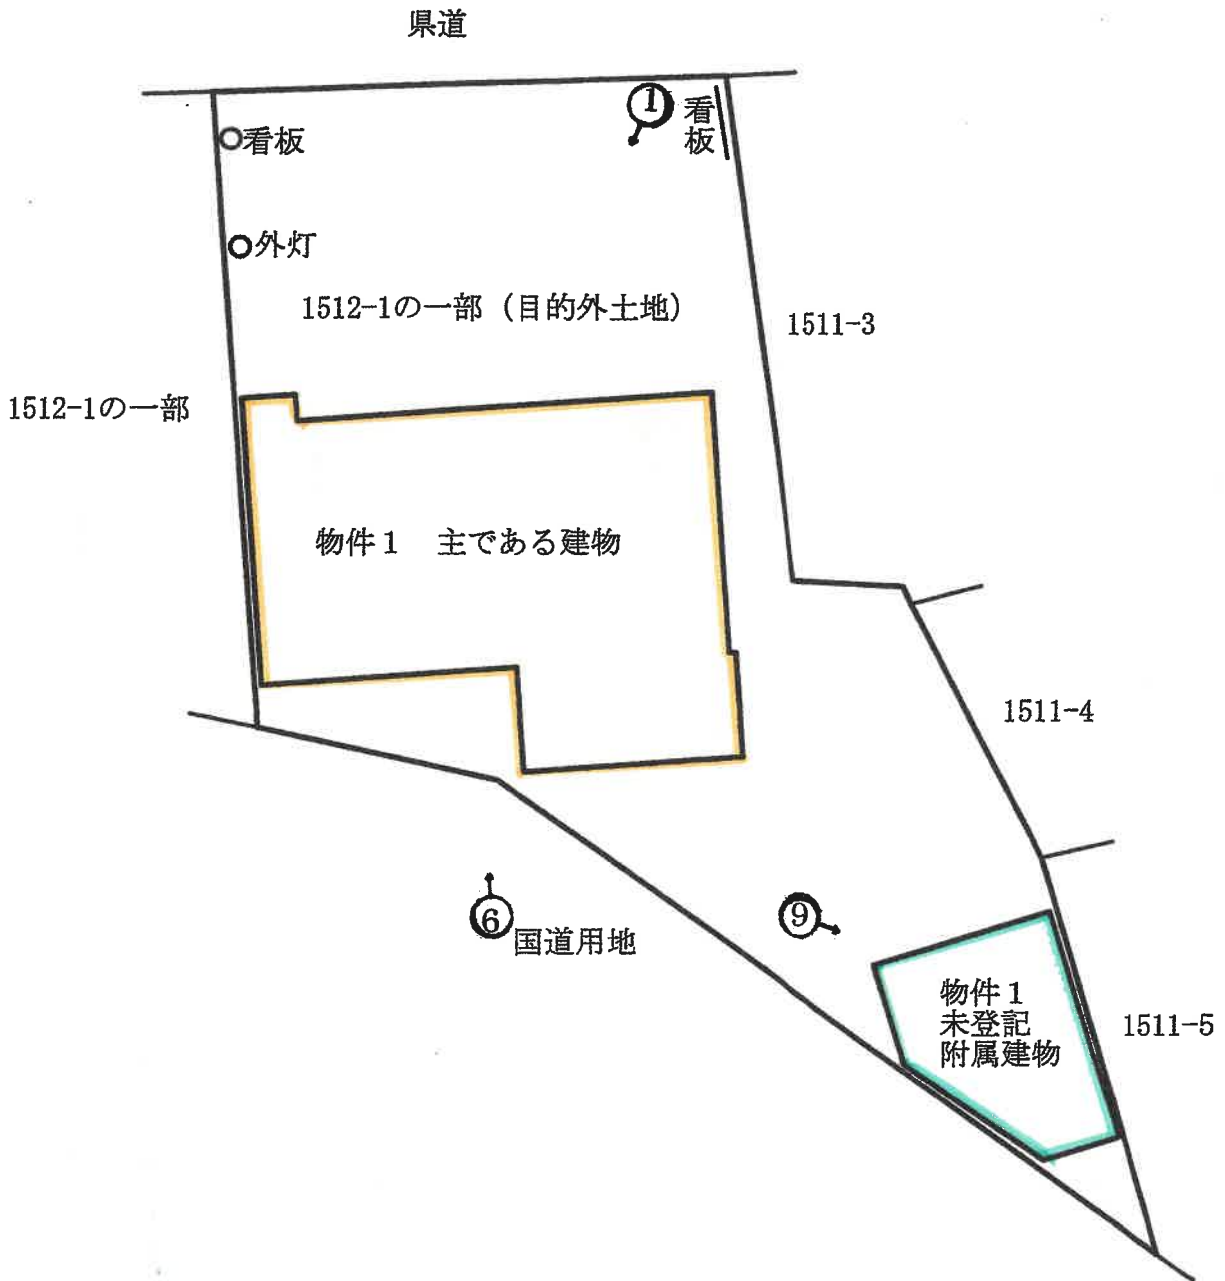 県道
①
看板
看板
外灯
1512-1の一部（目的外土地）
1511-3
1512-1の一部
物件１　主である建物
1511-4
⑥
国道用地
⑨
物件１
未登記
附属建物
1511-5